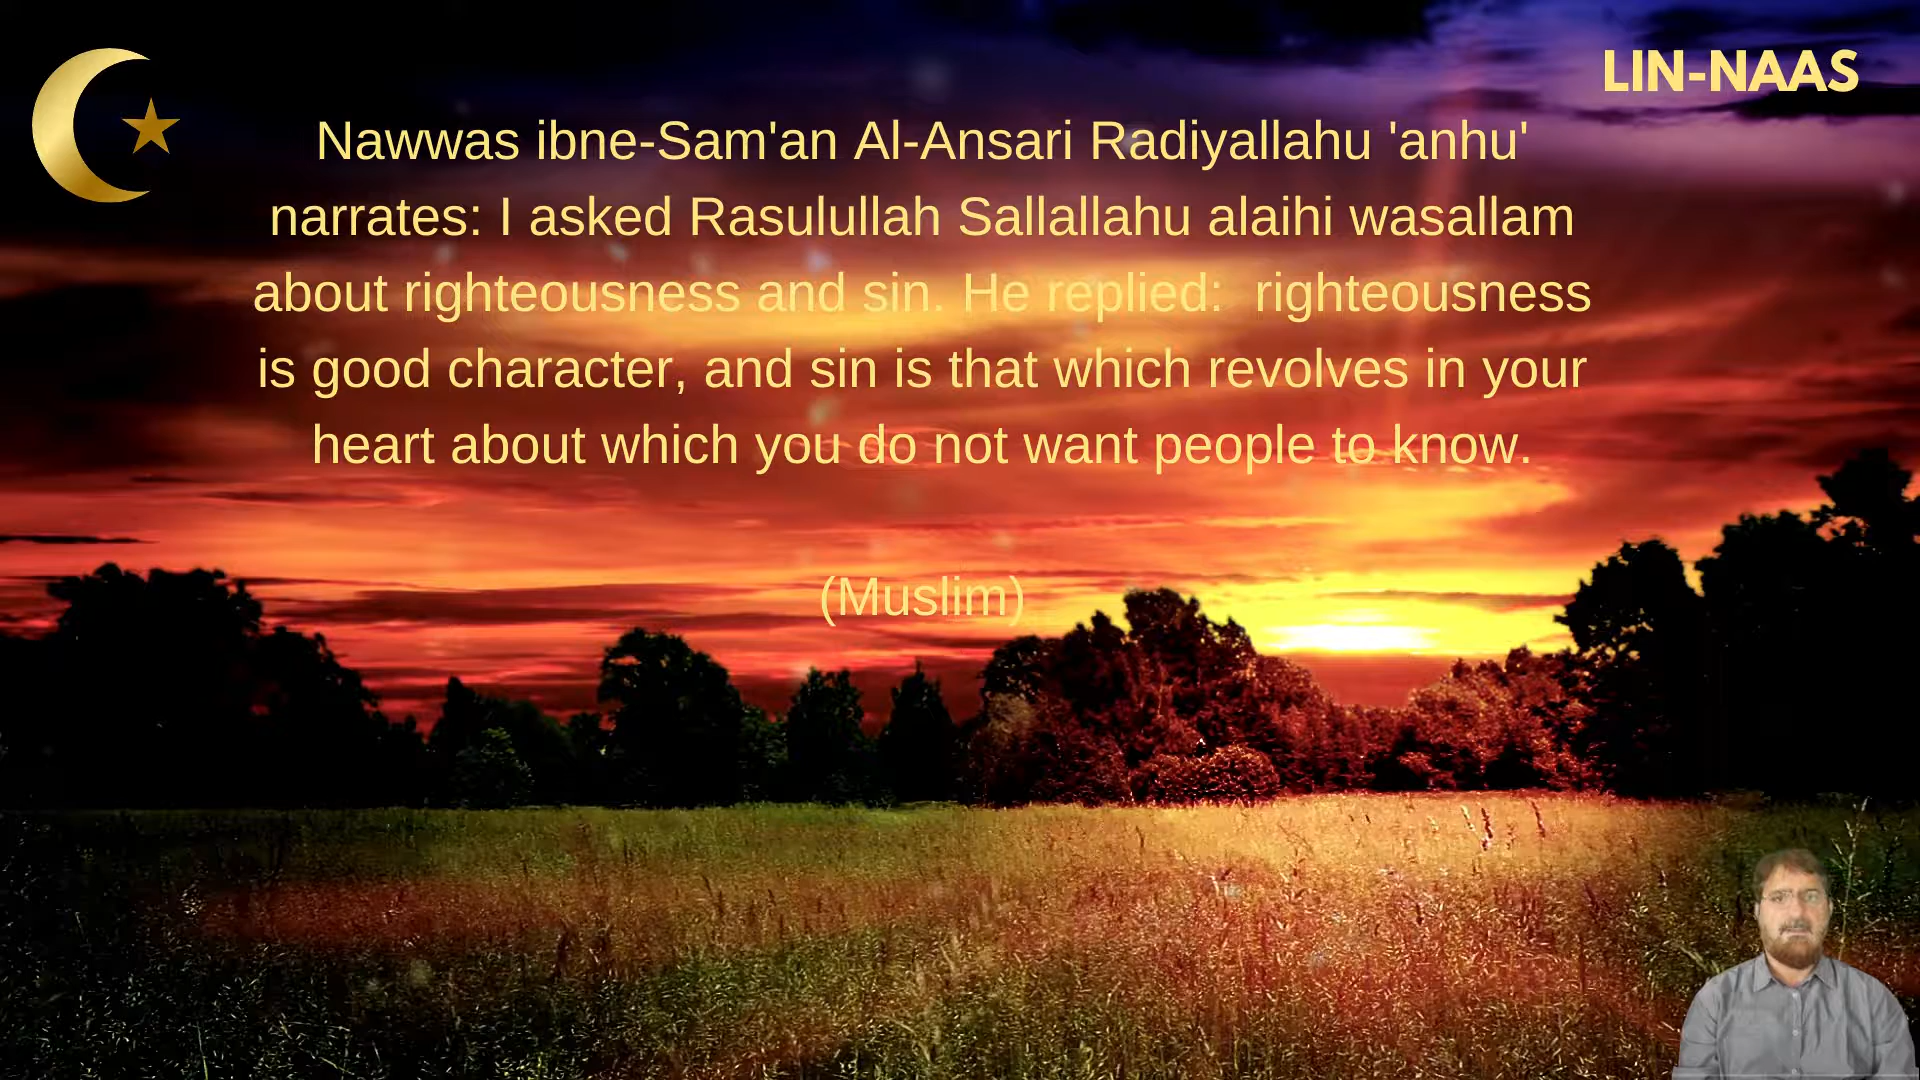 LIN-NAAS
Nawwas ibne-Sam'an Al-Ansari Radiyallahu 'anhu'
narrates: I asked Rasulullah Sallallahu alaihi wasallam
about righteousness and sin. He replied:  righteousness
is good character, and sin is that which revolves in your
heart about which you do not want people to know.
(Muslim)